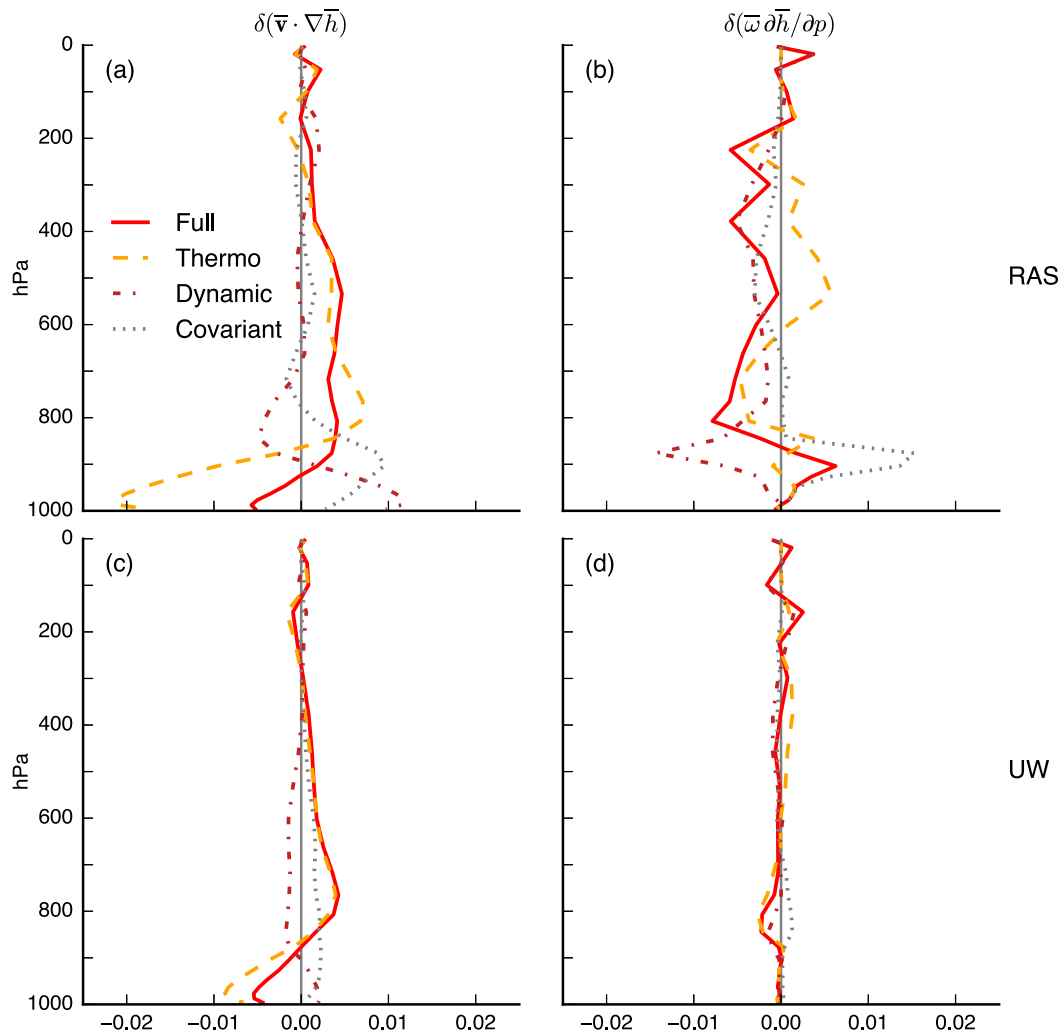 δ(v̅ · ∇h̅)
δ(ω̅ ∂h̅/∂p)
0
200
400
600
800
1000
hPa
(a)
Full
Thermo
Dynamic
Covariant
(b)
RAS
0
200
400
600
800
1000
hPa
(c)
(d)
UW
−0.02
−0.01
0.00
0.01
0.02
−0.02
−0.01
0.00
0.01
0.02